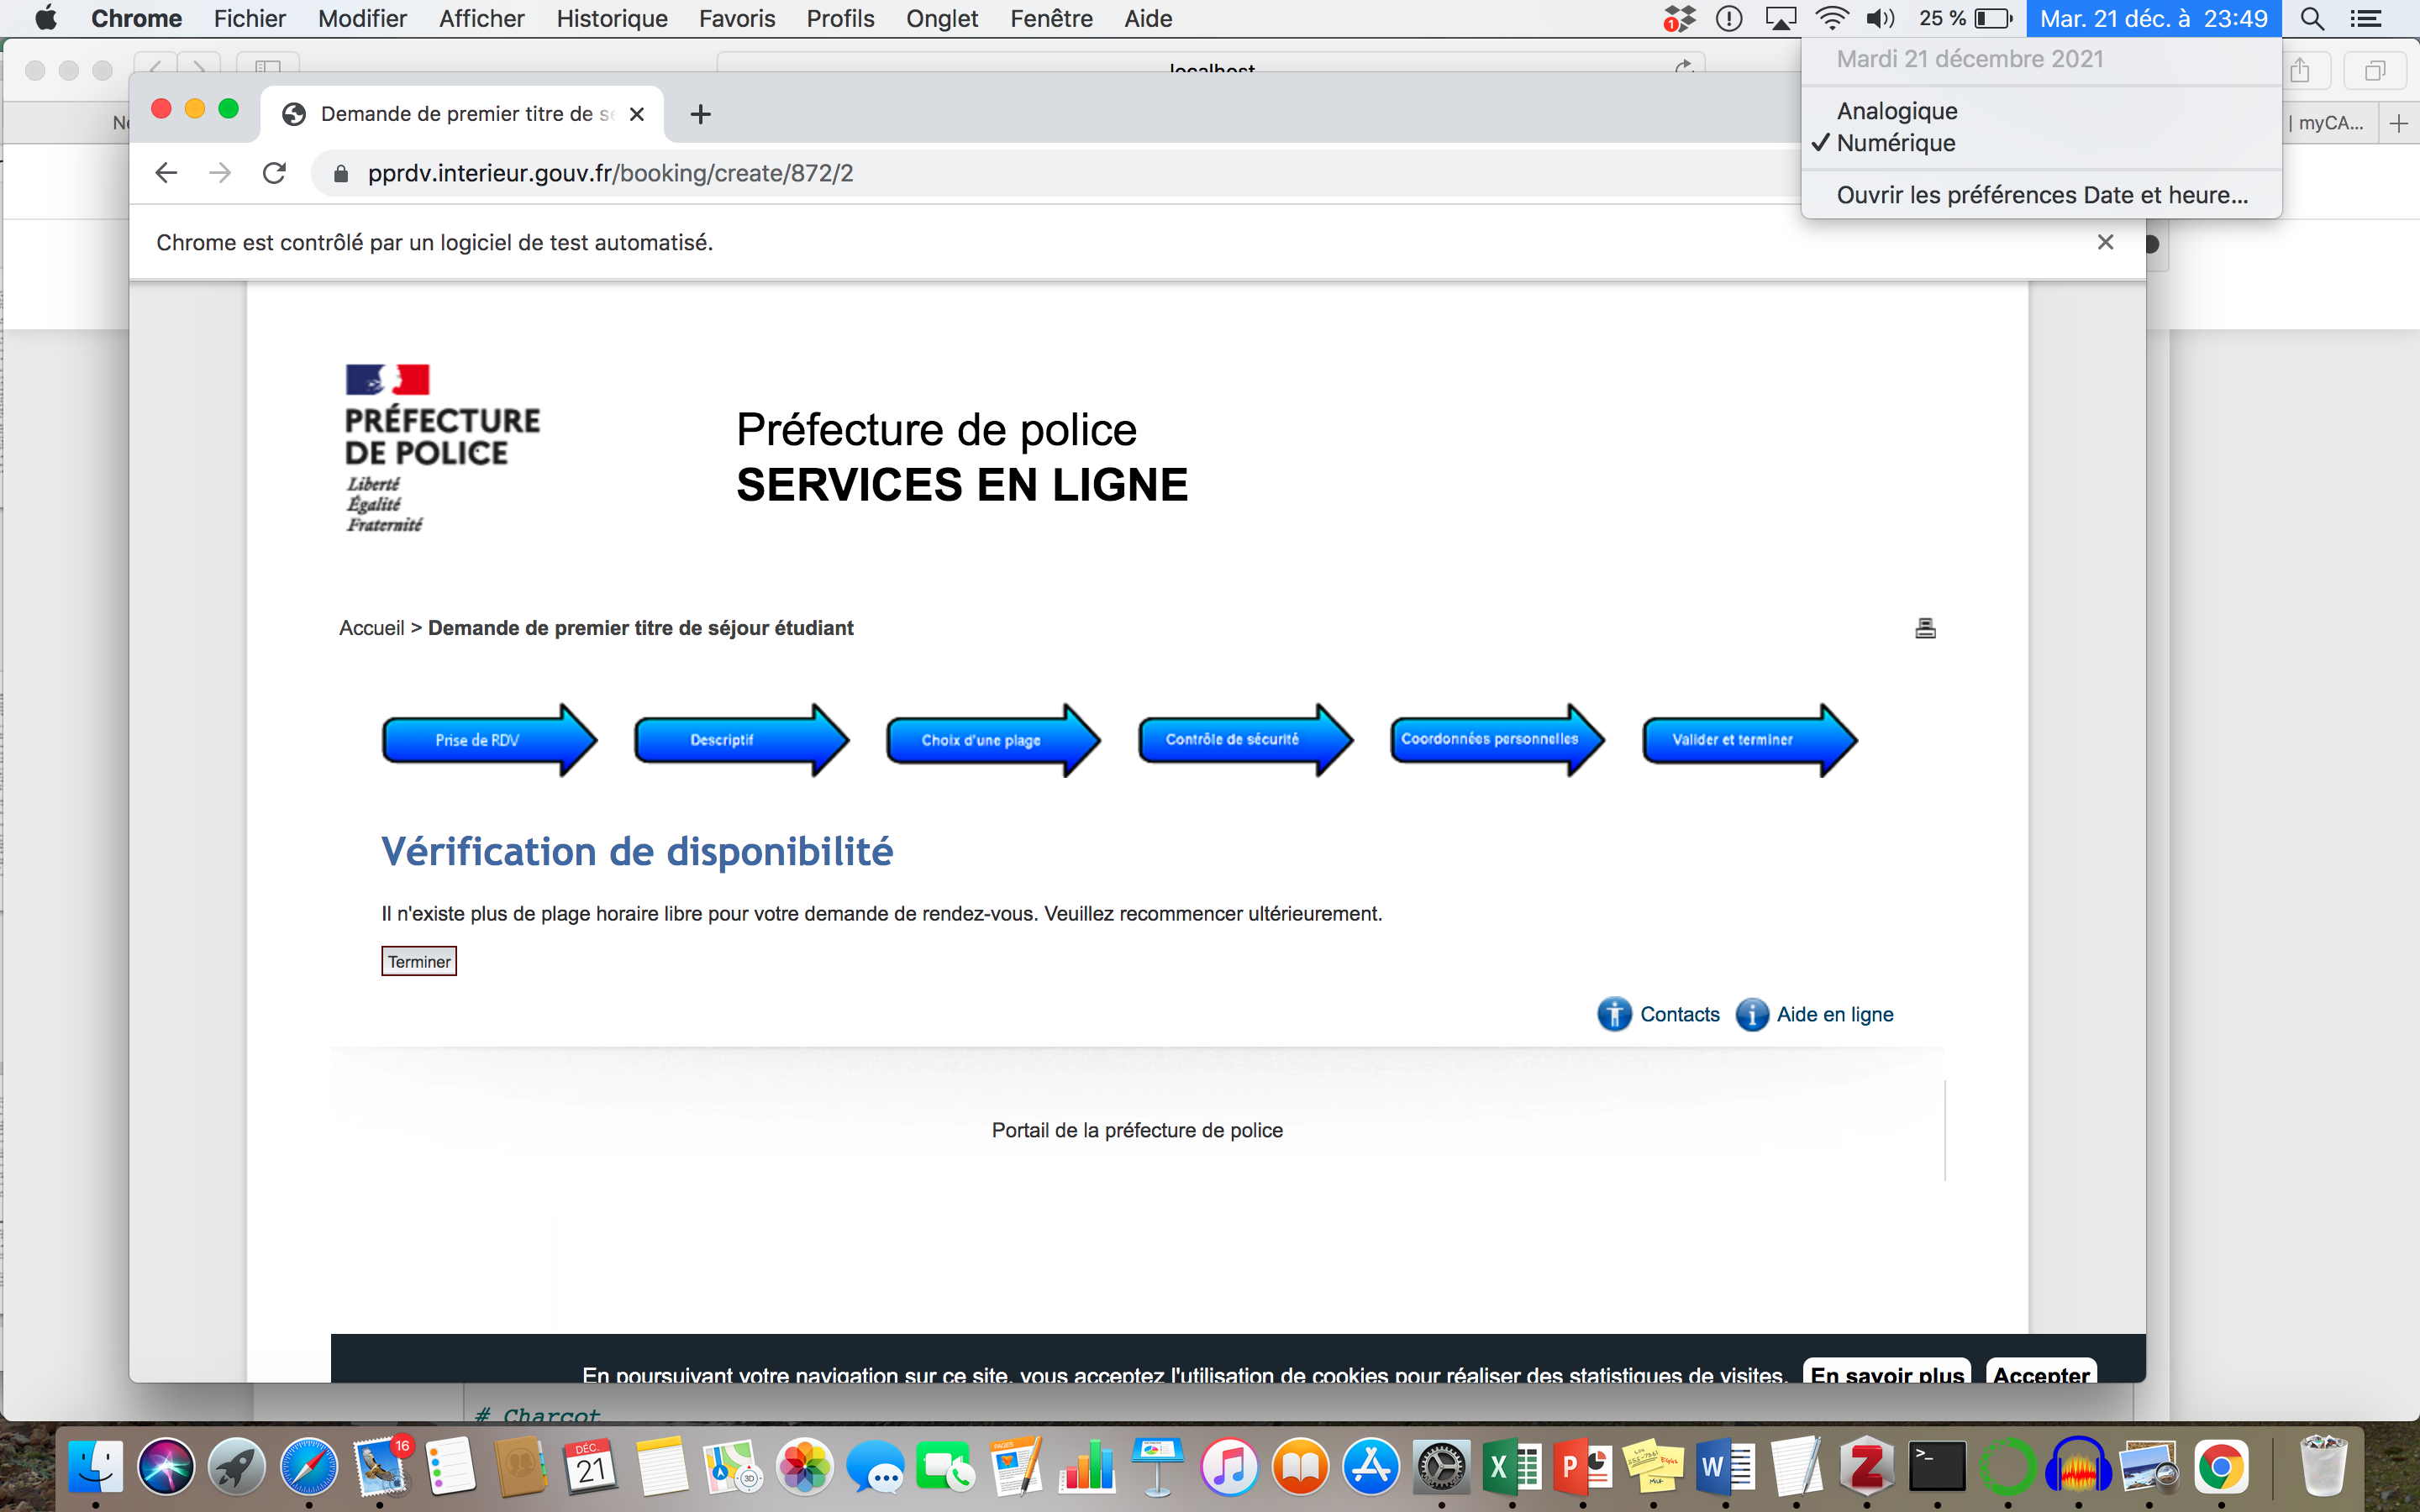 Chrome Fichier Modifier Afficher Historique Favoris Profils Onglet Fenêtre Aide 1 25 % Mar. 21 déc. à 23:49
localhost
Mardi 21 décembre 2021
Analogique
✓ Numérique
Ouvrir les préférences Date et heure...
Demande de premier titre de
| myCA...
pprdv.interieur.gouv.fr/booking/create/872/2
Chrome est contrôlé par un logiciel de test automatisé.
PRÉFECTURE
DE POLICE
Liberté
Égalité
Fraternité
Préfecture de police
SERVICES EN LIGNE
Accueil > Demande de premier titre de séjour étudiant
Prise de RDV
Descriptif
Choix d'une plage
Contrôle de sécurité
Coordonnées personnelles
Valider et terminer
Vérification de disponibilité
Il n'existe plus de plage horaire libre pour votre demande de rendez-vous. Veuillez recommencer ultérieurement.
Terminer
Contacts
Aide en ligne
Portail de la préfecture de police
En poursuivant votre navigation sur ce site, vous acceptez l'utilisation de cookies pour réaliser des statistiques de visites. En savoir plus Accepter
# Charcot
16
DÉC.
21
3D
PAGES
X
P
W
Z
>_